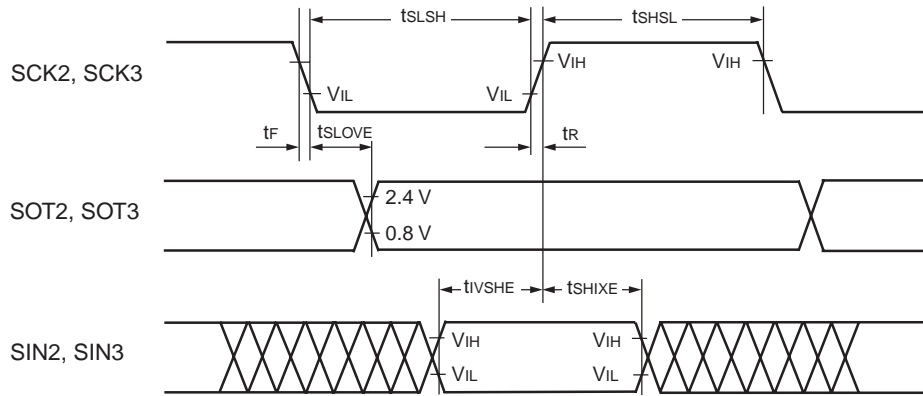 tSLSH tSHSL
SCK2, SCK3
VIH VIH
VIL VIL
tF tSLOVE tR
SOT2, SOT3
2.4 V
0.8 V
tIVSHE tSHIXE
SIN2, SIN3
VIH VIH
VIL VIL